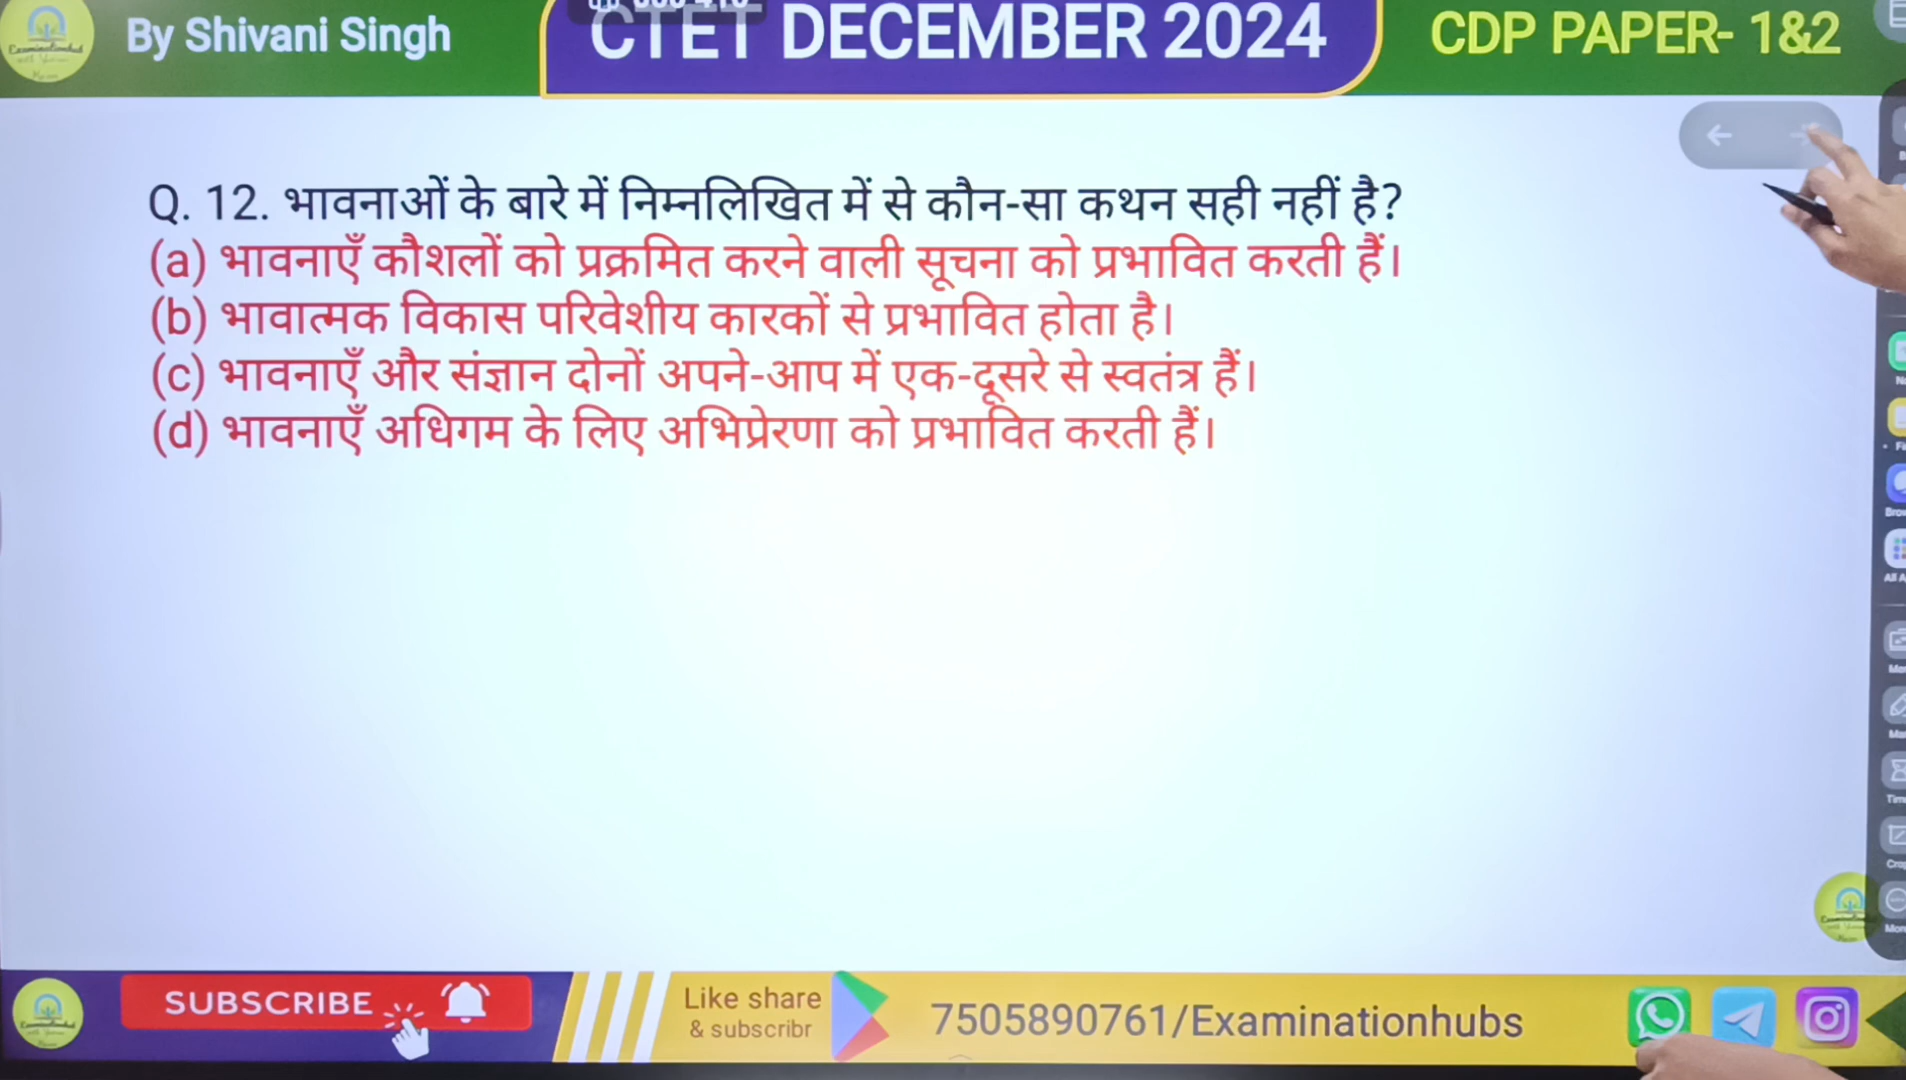 By Shivani Singh
CTET DECEMBER 2024
CDP PAPER- 1&2
Q. 12. भावनाओं के बारे में निम्नलिखित में से कौन-सा कथन सही नहीं है?
(a) भावनाएँ कौशलों को प्रक्रमित करने वाली सूचना को प्रभावित करती हैं।
(b) भावात्मक विकास परिवेशीय कारकों से प्रभावित होता है।
(c) भावनाएँ और संज्ञान दोनों अपने-आप में एक-दूसरे से स्वतंत्र हैं।
(d) भावनाएँ अधिगम के लिए अभिप्रेरणा को प्रभावित करती हैं।
SUBSCRIBE
Like share
& subscribr
7505890761/Examinationhubs